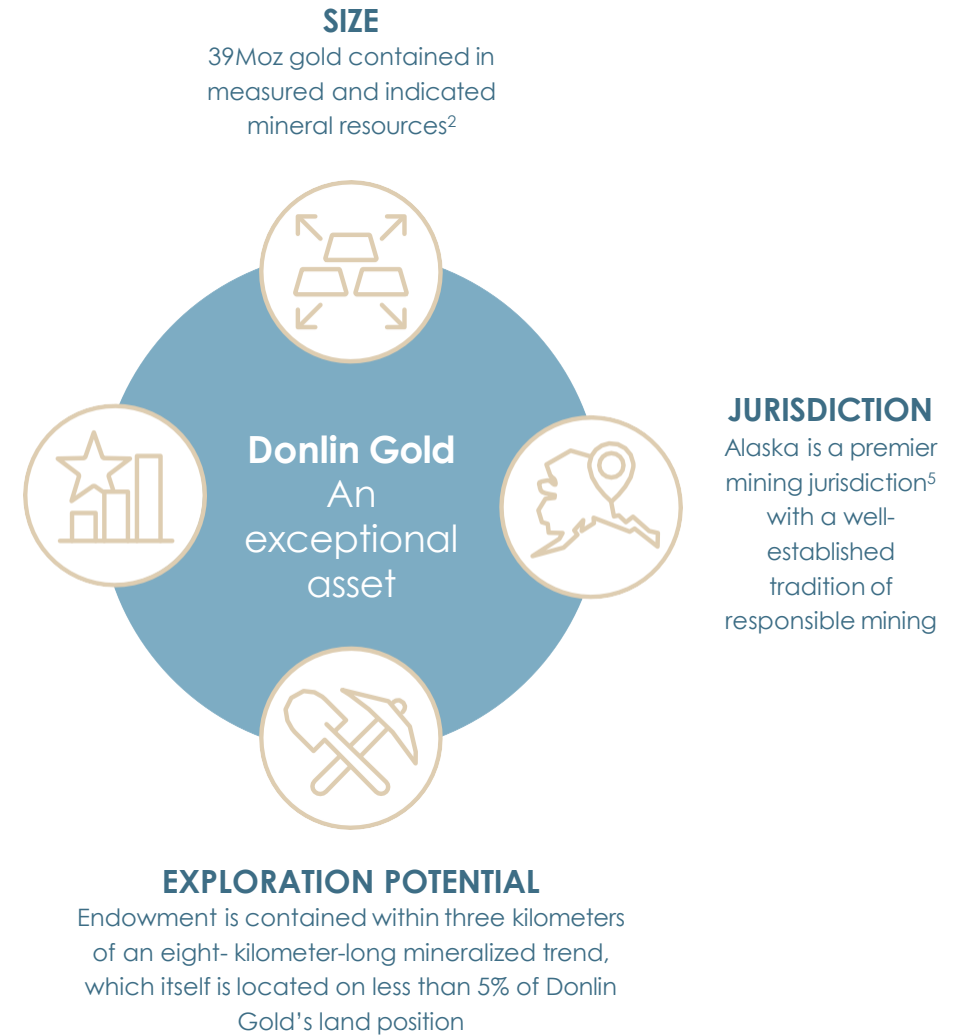 SIZE
39Moz gold contained in
measured and indicated
mineral resources²
Donlin Gold
An
exceptional
asset
JURISDICTION
Alaska is a premier
mining jurisdiction⁵
with a well-
established
tradition of
responsible mining
EXPLORATION POTENTIAL
Endowment is contained within three kilometers
of an eight- kilometer-long mineralized trend,
which itself is located on less than 5% of Donlin
Gold's land position